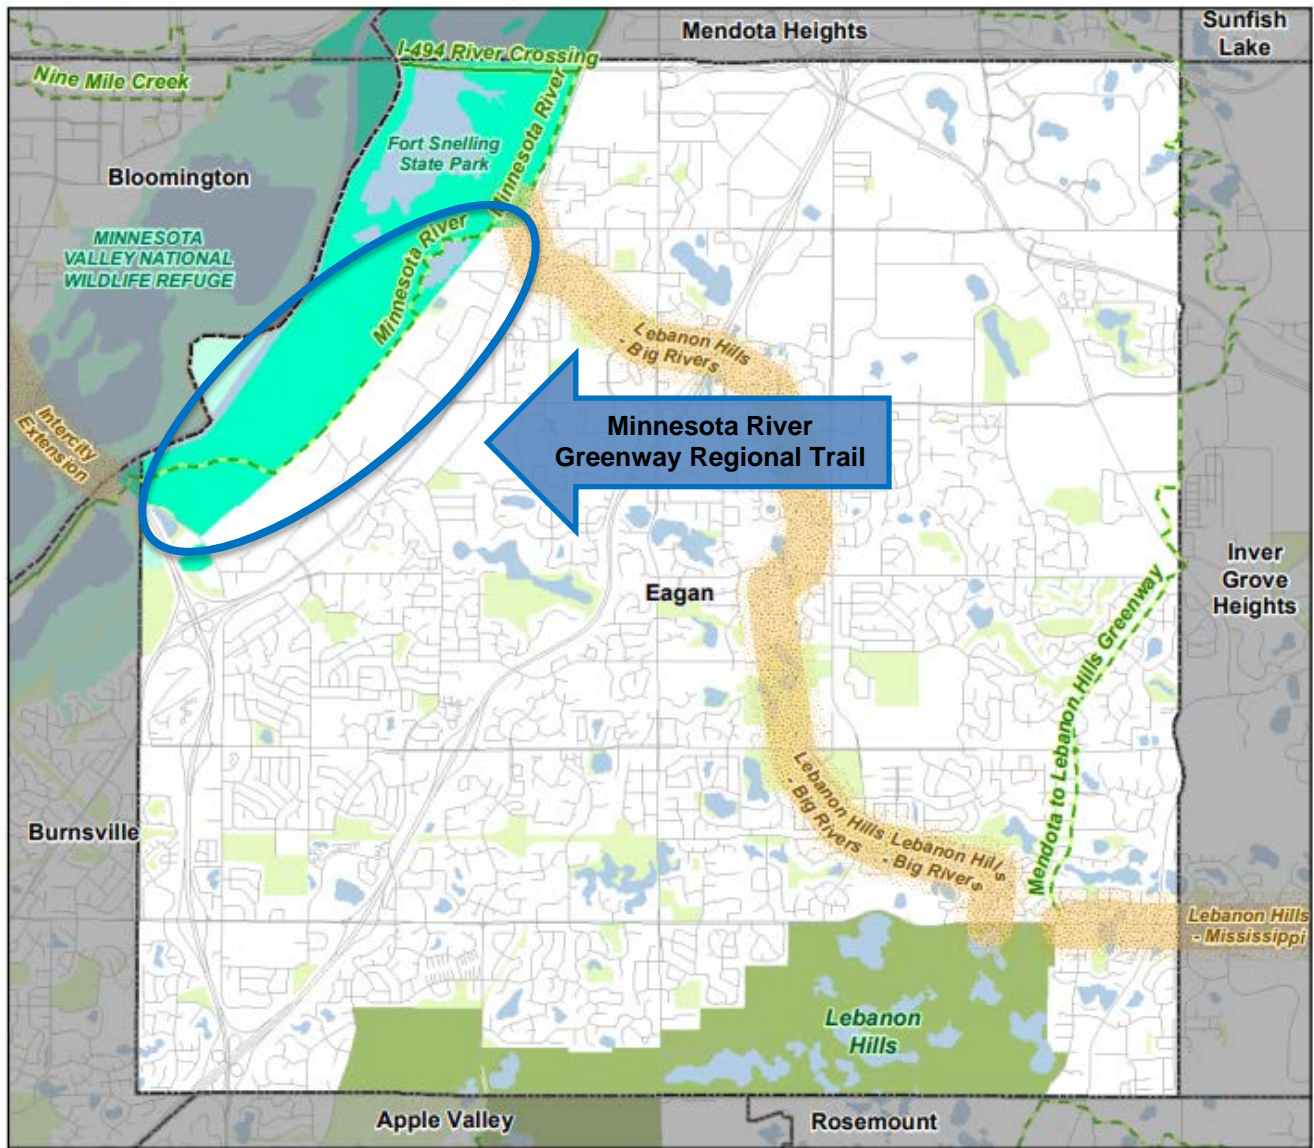 Mendota Heights
Sunfish
Lake
I-494 River Crossing
Nine Mile Creek
Minnesota River
Fort Snelling
State Park
Bloomington
MINNESOTA
VALLEY NATIONAL
WILDLIFE REFUGE
Minnesota River
Lebanon Hills
- Big Rivers
Intercity
Extension
Minnesota River
Greenway Regional Trail
Eagan
Inver
Grove
Heights
Mendota to Lebanon Hills Greenway
Lebanon Hills
- Big Rivers
Lebanon Hills
- Big Rivers
Burnsville
Lebanon Hills
- Mississippi
Lebanon
Hills
Apple Valley
Rosemount